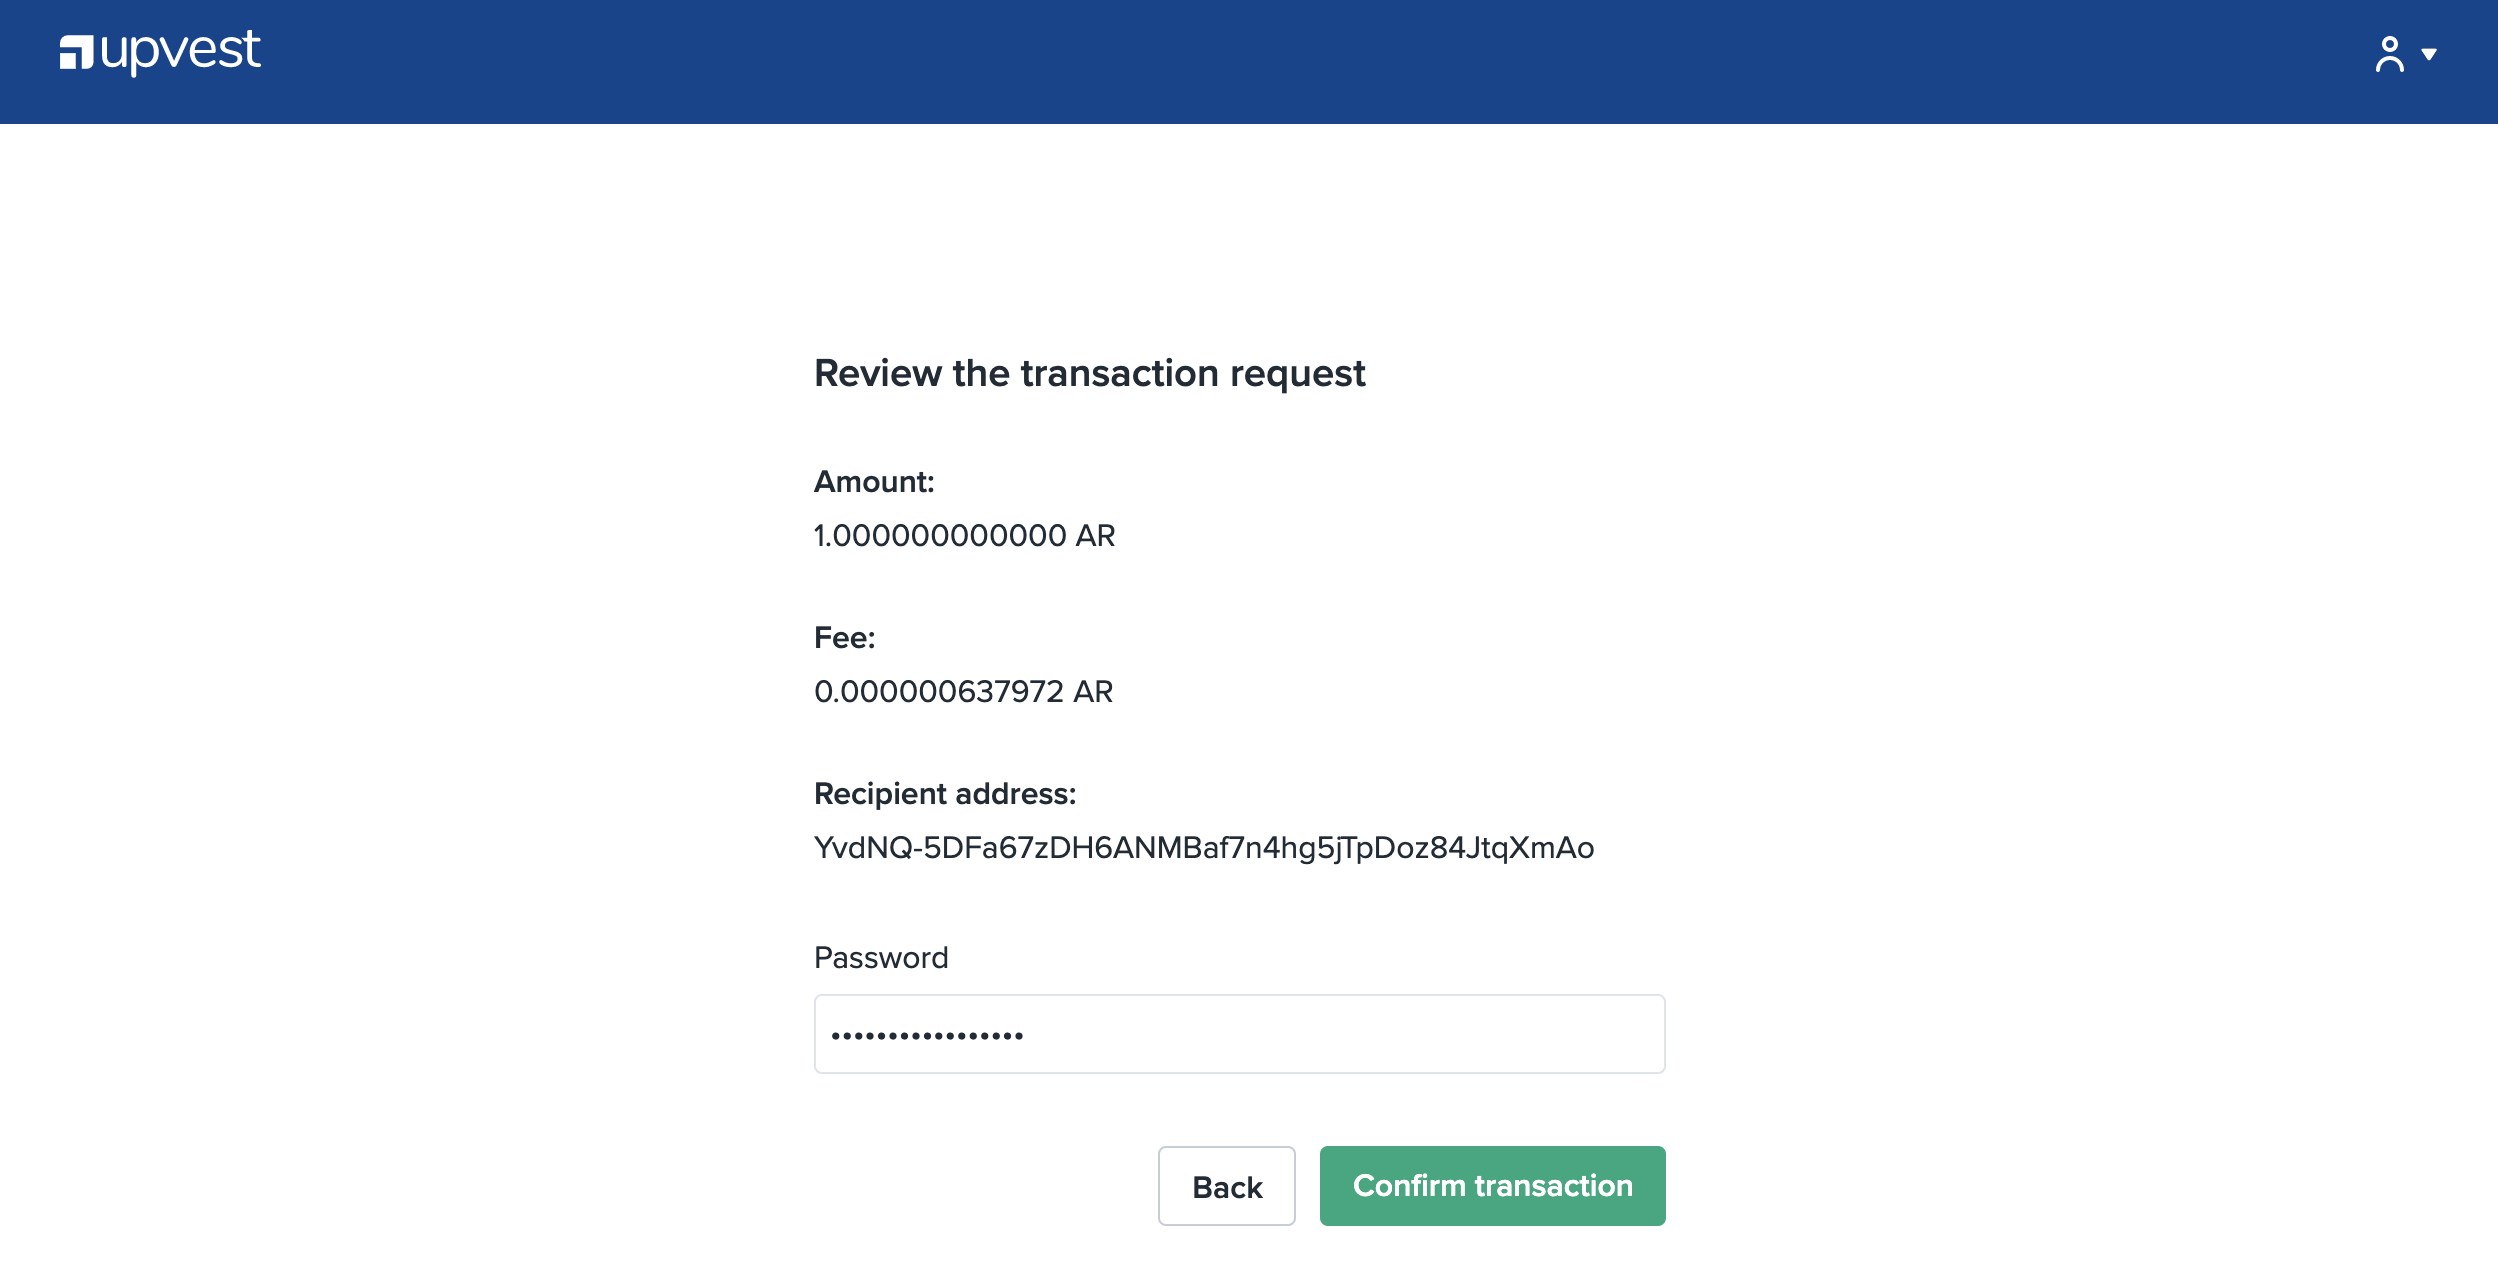 upvest
Review the transaction request
Amount:
1.000000000000 AR
Fee:
0.000000637972 AR
Recipient address:
YvdNQ-5DFa67zDH6ANMBaf7n4hg5jTpDoz84JtqXmAo
Password
•••••••••••••••••
Back
Confirm transaction